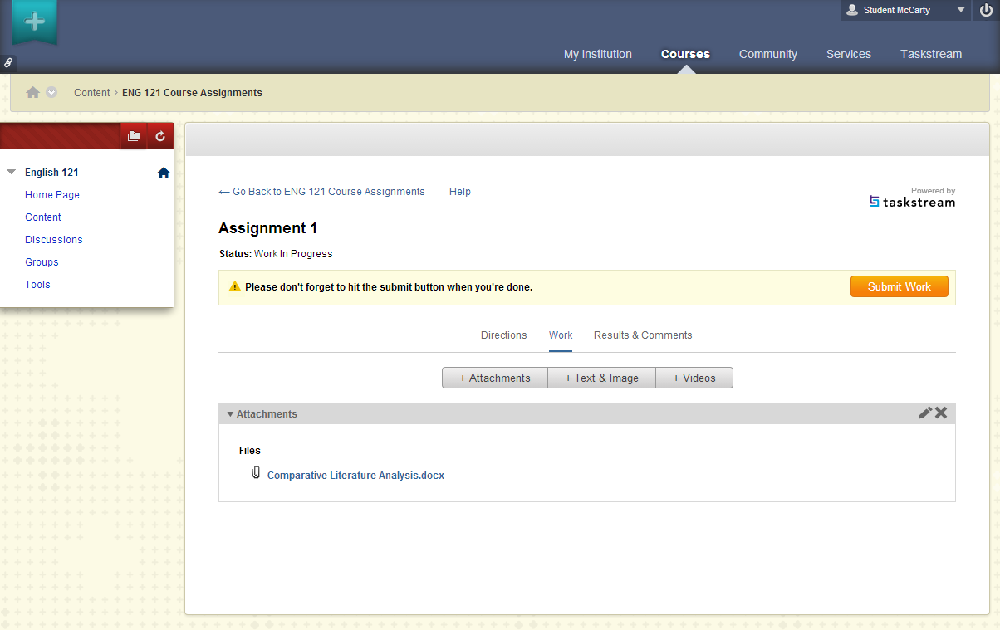 Student McCarty
My Institution Courses Community Services Taskstream
Content > ENG 121 Course Assignments
English 121
Home Page
Content
Discussions
Groups
Tools
← Go Back to ENG 121 Course Assignments Help
Powered by
taskstream
Assignment 1
Status: Work In Progress
Please don't forget to hit the submit button when you're done. Submit Work
Directions Work Results & Comments
+ Attachments + Text & Image + Videos
Attachments
Files
Comparative Literature Analysis.docx